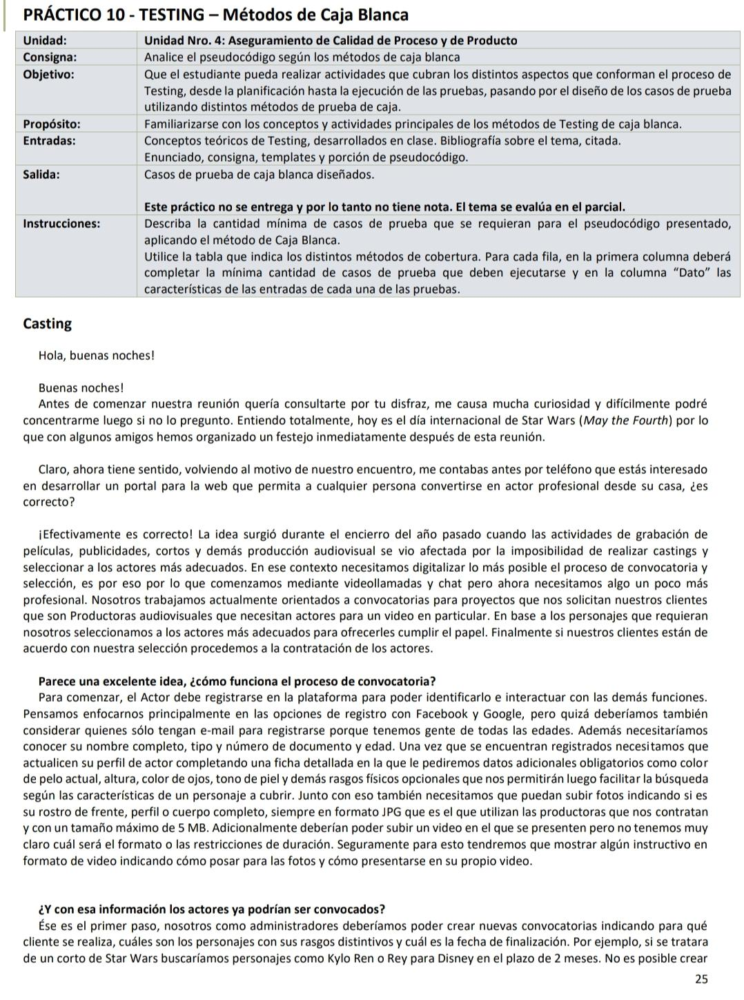 PRÁCTICO 10 - TESTING – Métodos de Caja Blanca
Unidad: Unidad Nro. 4: Aseguramiento de Calidad de Proceso y de Producto
Consigna: Analice el pseudocódigo según los métodos de caja blanca
Objetivo: Que el estudiante pueda realizar actividades que cubran los distintos aspectos que conforman el proceso de
Testing, desde la planificación hasta la ejecución de las pruebas, pasando por el diseño de los casos de prueba
utilizando distintos métodos de prueba de caja.
Propósito: Familiarizarse con los conceptos y actividades principales de los métodos de Testing de caja blanca.
Entradas: Conceptos teóricos de Testing, desarrollados en clase. Bibliografía sobre el tema, citada.
Enunciado, consigna, templates y porción de pseudocódigo.
Salida: Casos de prueba de caja blanca diseñados.
Este práctico no se entrega y por lo tanto no tiene nota. El tema se evalúa en el parcial.
Instrucciones: Describa la cantidad mínima de casos de prueba que se requieran para el pseudocódigo presentado,
aplicando el método de Caja Blanca.
Utilice la tabla que indica los distintos métodos de cobertura. Para cada fila, en la primera columna deberá
completar la mínima cantidad de casos de prueba que deben ejecutarse y en la columna “Dato” las
características de las entradas de cada una de las pruebas.
Casting
Hola, buenas noches!
Buenas noches!
Antes de comenzar nuestra reunión quería consultarte por tu disfraz, me causa mucha curiosidad y difícilmente podré
concentrarme luego si no lo pregunto. Entiendo totalmente, hoy es el día internacional de Star Wars (May the Fourth) por lo
que con algunos amigos hemos organizado un festejo inmediatamente después de esta reunión.
Claro, ahora tiene sentido, volviendo al motivo de nuestro encuentro, me contabas antes por teléfono que estás interesado
en desarrollar un portal para la web que permita a cualquier persona convertirse en actor profesional desde su casa, ¿es
correcto?
¡Efectivamente es correcto! La idea surgió durante el encierro del año pasado cuando las actividades de grabación de
películas, publicidades, cortos y demás producción audiovisual se vio afectada por la imposibilidad de realizar castings y
seleccionar a los actores más adecuados. En ese contexto necesitamos digitalizar lo más posible el proceso de convocatoria y
selección, es por eso por lo que comenzamos mediante videollamadas y chat pero ahora necesitamos algo un poco más
profesional. Nosotros trabajamos actualmente orientados a convocatorias para proyectos que nos solicitan nuestros clientes
que son Productoras audiovisuales que necesitan actores para un video en particular. En base a los personajes que requieran
nosotros seleccionamos a los actores más adecuados para ofrecerles cumplir el papel. Finalmente si nuestros clientes están de
acuerdo con nuestra selección procedemos a la contratación de los actores.
Parece una excelente idea, ¿cómo funciona el proceso de convocatoria?
Para comenzar, el Actor debe registrarse en la plataforma para poder identificarlo e interactuar con las demás funciones.
Pensamos enfocarnos principalmente en las opciones de registro con Facebook y Google, pero quizá deberíamos también
considerar quienes sólo tengan e-mail para registrarse porque tenemos gente de todas las edades. Además necesitaríamos
conocer su nombre completo, tipo y número de documento y edad. Una vez que se encuentran registrados necesitamos que
actualicen su perfil de actor completando una ficha detallada en la que le pediremos datos adicionales obligatorios como color
de pelo actual, altura, color de ojos, tono de piel y demás rasgos físicos opcionales que nos permitirán luego facilitar la búsqueda
según las características de un personaje a cubrir. Junto con eso también necesitamos que puedan subir fotos indicando si es
su rostro de frente, perfil o cuerpo completo, siempre en formato JPG que es el que utilizan las productoras que nos contratan
y con un tamaño máximo de 5 MB. Adicionalmente deberían poder subir un video en el que se presenten pero no tenemos muy
claro cuál será el formato o las restricciones de duración. Seguramente para esto tendremos que mostrar algún instructivo en
formato de video indicando cómo posar para las fotos y cómo presentarse en su propio video.
¿Y con esa información los actores ya podrían ser convocados?
Ése es el primer paso, nosotros como administradores deberíamos poder crear nuevas convocatorias indicando para qué
cliente se realiza, cuáles son los personajes con sus rasgos distintivos y cuál es la fecha de finalización. Por ejemplo, si se tratara
de un corto de Star Wars buscaríamos personajes como Kylo Ren o Rey para Disney en el plazo de 2 meses. No es posible crear
25